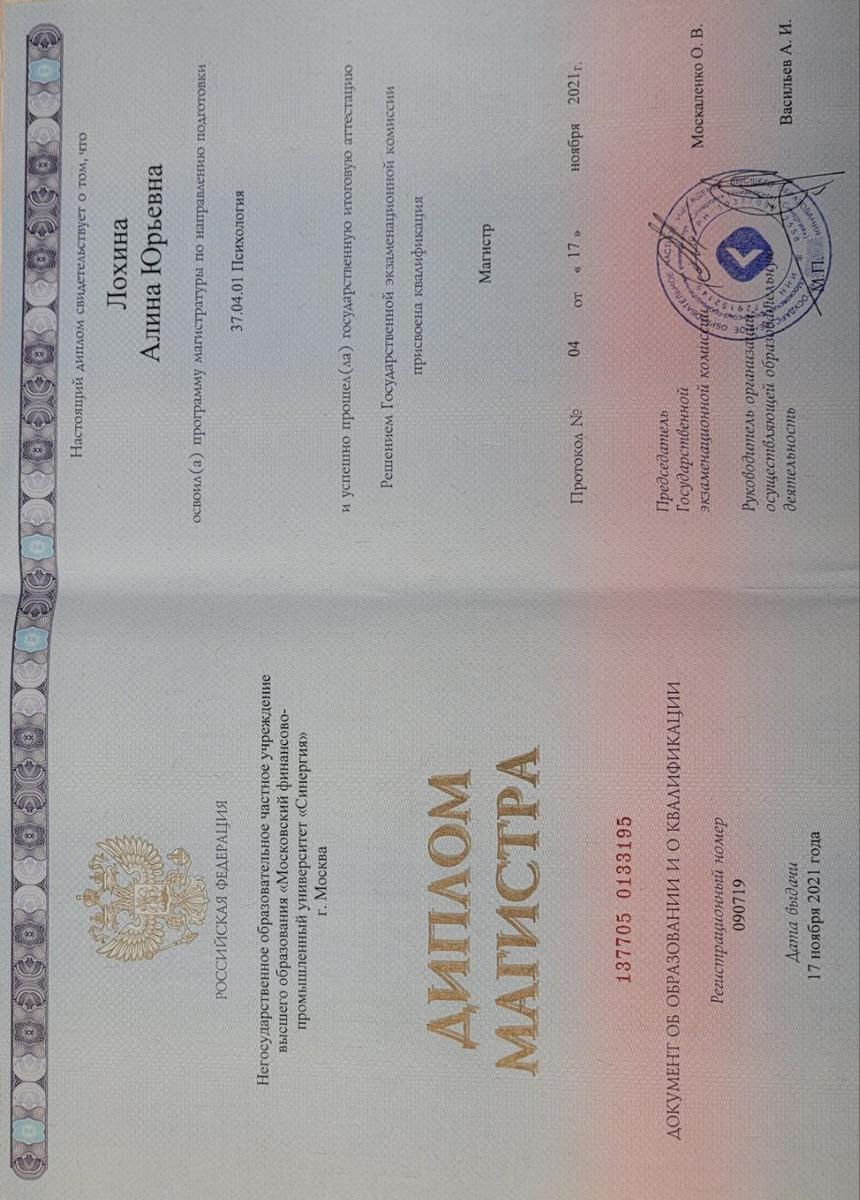 РОССИЙСКАЯ ФЕДЕРАЦИЯ
Негосударственное образовательное частное учреждение
высшего образования «Московский финансово-
промышленный университет «Синергия»
г. Москва
ДИПЛОМ
МАГИСТРА
137705 0133195
ДОКУМЕНТ ОБ ОБРАЗОВАНИИ И О КВАЛИФИКАЦИИ
Регистрационный номер
090719
Дата выдачи
17 ноября 2021 года
Настоящий диплом свидетельствует о том, что
Лохина
Алина Юрьевна
освоил(а) программу магистратуры по направлению подготовки
37.04.01 Психология
и успешно прошел(ла) государственную итоговую аттестацию
Решением Государственной экзаменационной комиссии
присвоена квалификация
Магистр
Протокол № 04 от « 17 » ноября 2021 г.
Председатель
Государственной
экзаменационной комиссии Москаленко О. В.
Руководитель организации,
осуществляющей образовательную
деятельность Васильев А. И.
М.П.